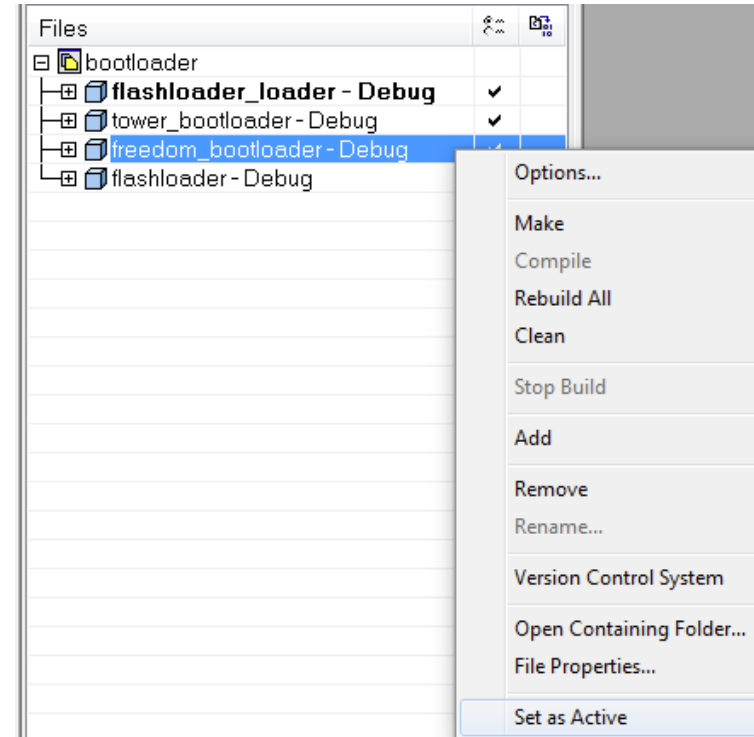 Files
bootloader
flashloader_loader - Debug
tower_bootloader - Debug
freedom_bootloader - Debug
flashloader - Debug
Options...
Make
Compile
Rebuild All
Clean
Stop Build
Add
Remove
Rename...
Version Control System
Open Containing Folder...
File Properties...
Set as Active